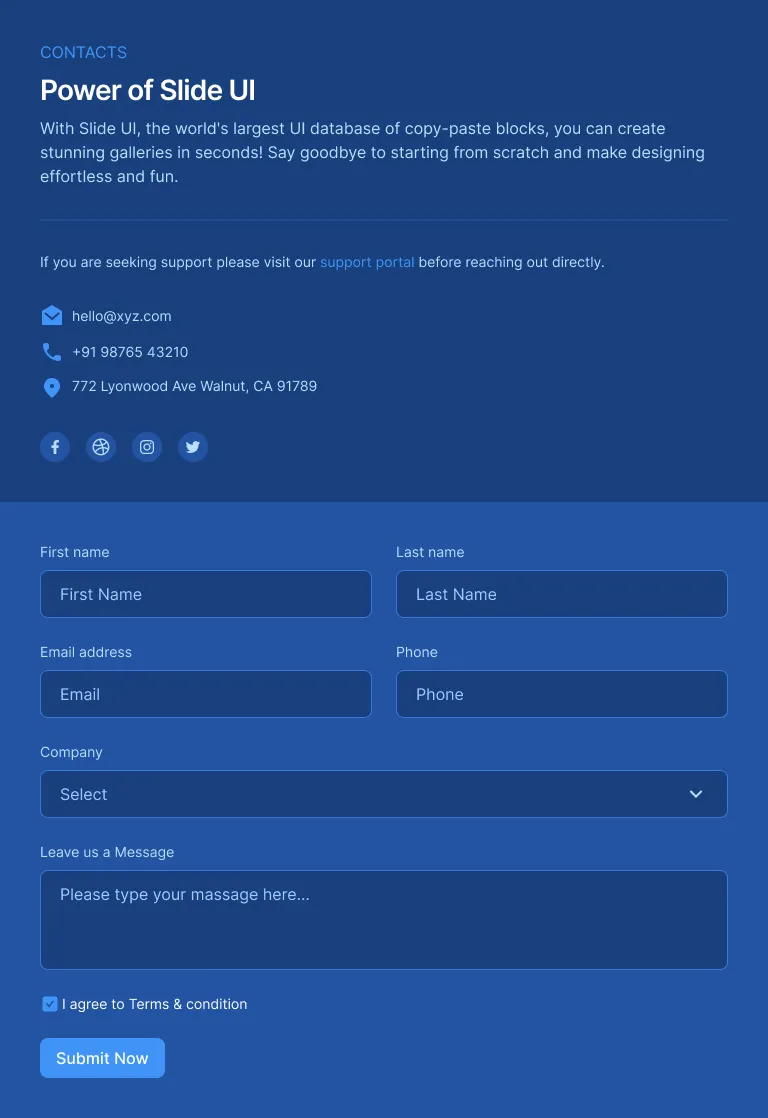 CONTACTS
Power of Slide UI
With Slide UI, the world's largest UI database of copy-paste blocks, you can create
stunning galleries in seconds! Say goodbye to starting from scratch and make designing
effortless and fun.
If you are seeking support please visit our support portal before reaching out directly.
hello@xyz.com
+91 98765 43210
772 Lyonwood Ave Walnut, CA 91789
First name
Last name
First Name
Last Name
Email address
Phone
Email
Phone
Company
Select
Leave us a Message
Please type your massage here...
I agree to Terms & condition
Submit Now